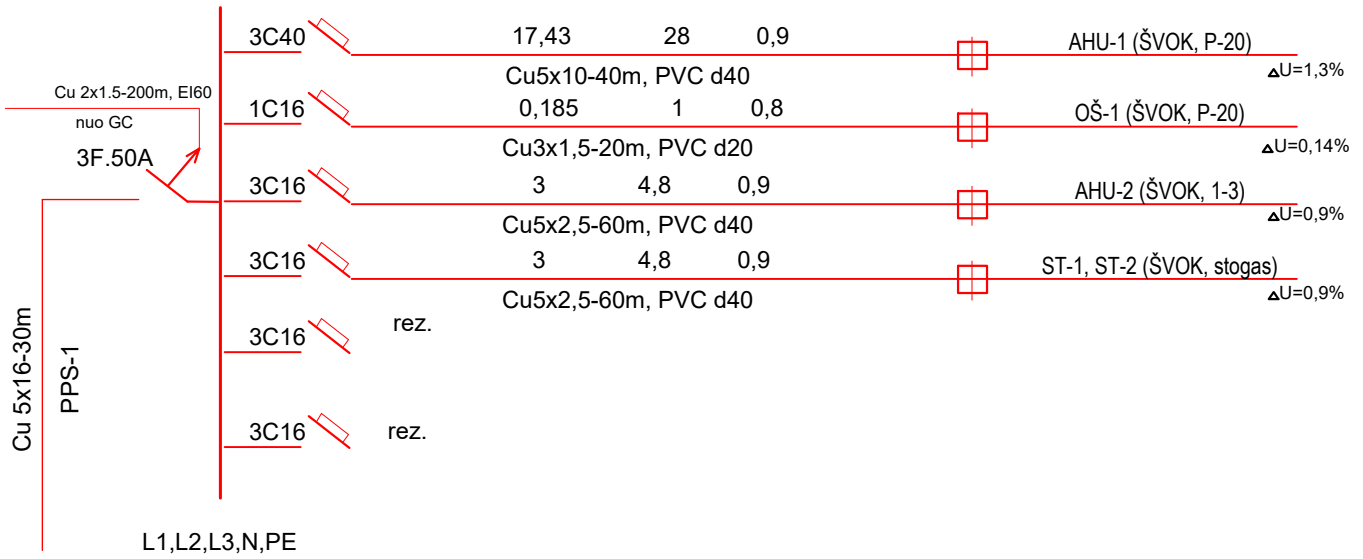 3C40 17,43 28 0,9 AHU-1 (ŠVOK, P-20)
Cu5x10-40m, PVC d40 ΔU=1,3%
Cu 2x1.5-200m, EI60
nuo GC
1C16 0,185 1 0,8 OŠ-1 (ŠVOK, P-20)
Cu3x1,5-20m, PVC d20 ΔU=0,14%
3F.50A
3C16 3 4,8 0,9 AHU-2 (ŠVOK, 1-3)
Cu5x2,5-60m, PVC d40 ΔU=0,9%
3C16 3 4,8 0,9 ST-1, ST-2 (ŠVOK, stogas)
Cu5x2,5-60m, PVC d40 ΔU=0,9%
3C16 rez.
3C16 rez.
Cu 5x16-30m
PPS-1
L1,L2,L3,N,PE